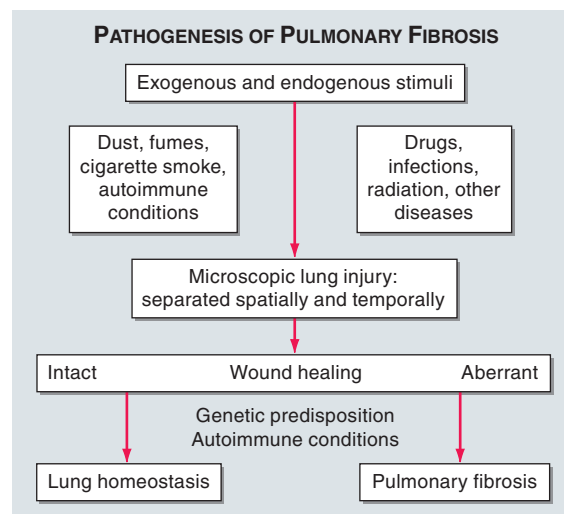 PATHOGENESIS OF PULMONARY FIBROSIS
Exogenous and endogenous stimuli
Dust, fumes,
cigarette smoke,
autoimmune
conditions
Drugs,
infections,
radiation, other
diseases
Microscopic lung injury:
separated spatially and temporally
Intact Wound healing Aberrant
Genetic predisposition
Autoimmune conditions
Lung homeostasis
Pulmonary fibrosis